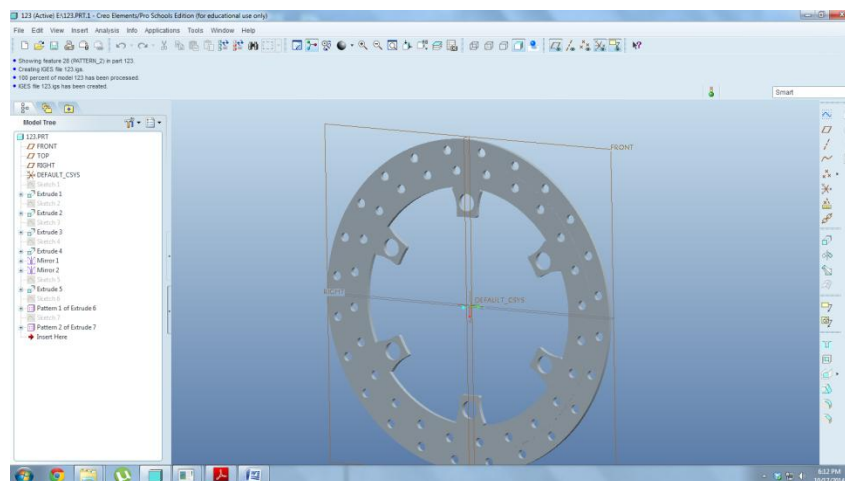 123 (Active) E:\123.PRT.1 - Creo Elements/Pro Schools Edition (for educational use only)
File Edit View Insert Analysis Info Applications Tools Window Help
Showing feature 28 (PATTERN_2) in part 123.
Creating IGES file 123.igs.
100 percent of model 123 has been processed.
IGES file 123.igs has been created.
Smart
Model Tree
123.PRT
FRONT
TOP
RIGHT
DEFAULT_CSYS
Sketch 1
Extrude 1
Sketch 2
Extrude 2
Sketch 3
Extrude 3
Sketch 4
Extrude 4
Mirror 1
Mirror 2
Sketch 5
Extrude 5
Sketch 6
Pattern 1 of Extrude 6
Sketch 7
Pattern 2 of Extrude 7
Insert Here
FRONT
RIGHT
DEFAULT_CSYS
6:12 PM